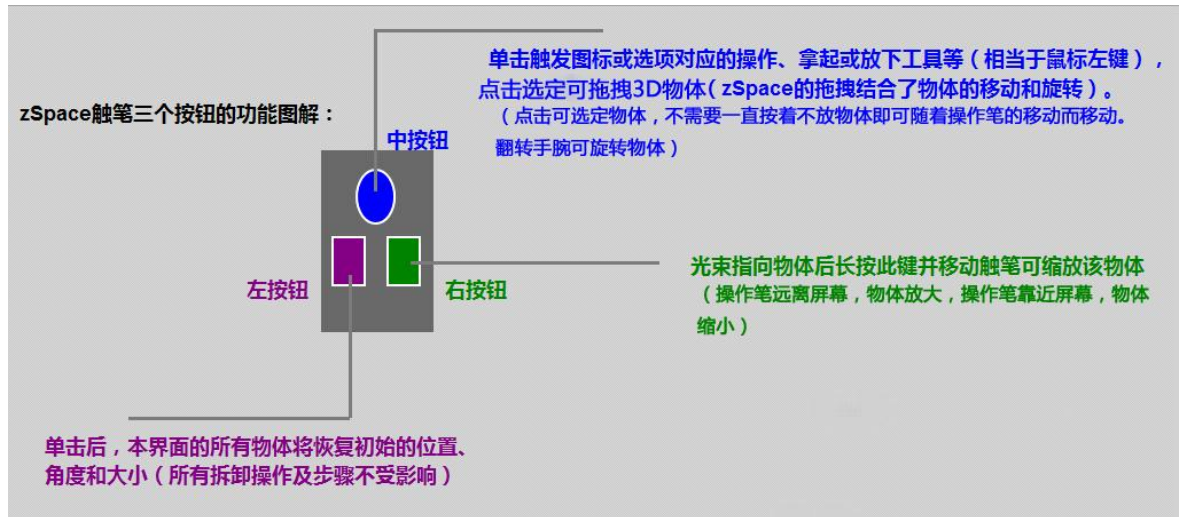 zSpace触笔三个按钮的功能图解：
单击触发图标或选项对应的操作、拿起或放下工具等（相当于鼠标左键），
点击选定可拖拽3D物体（zSpace的拖拽结合了物体的移动和旋转）。
（点击可选定物体，不需要一直按着不放物体即可随着操作笔的移动而移动。
翻转手腕可旋转物体）
中按钮
左按钮
右按钮
光束指向物体后长按此键并移动触笔可缩放该物体
（操作笔远离屏幕，物体放大，操作笔靠近屏幕，物体
缩小）
单击后，本界面的所有物体将恢复初始的位置、
角度和大小（所有拆卸操作及步骤不受影响）